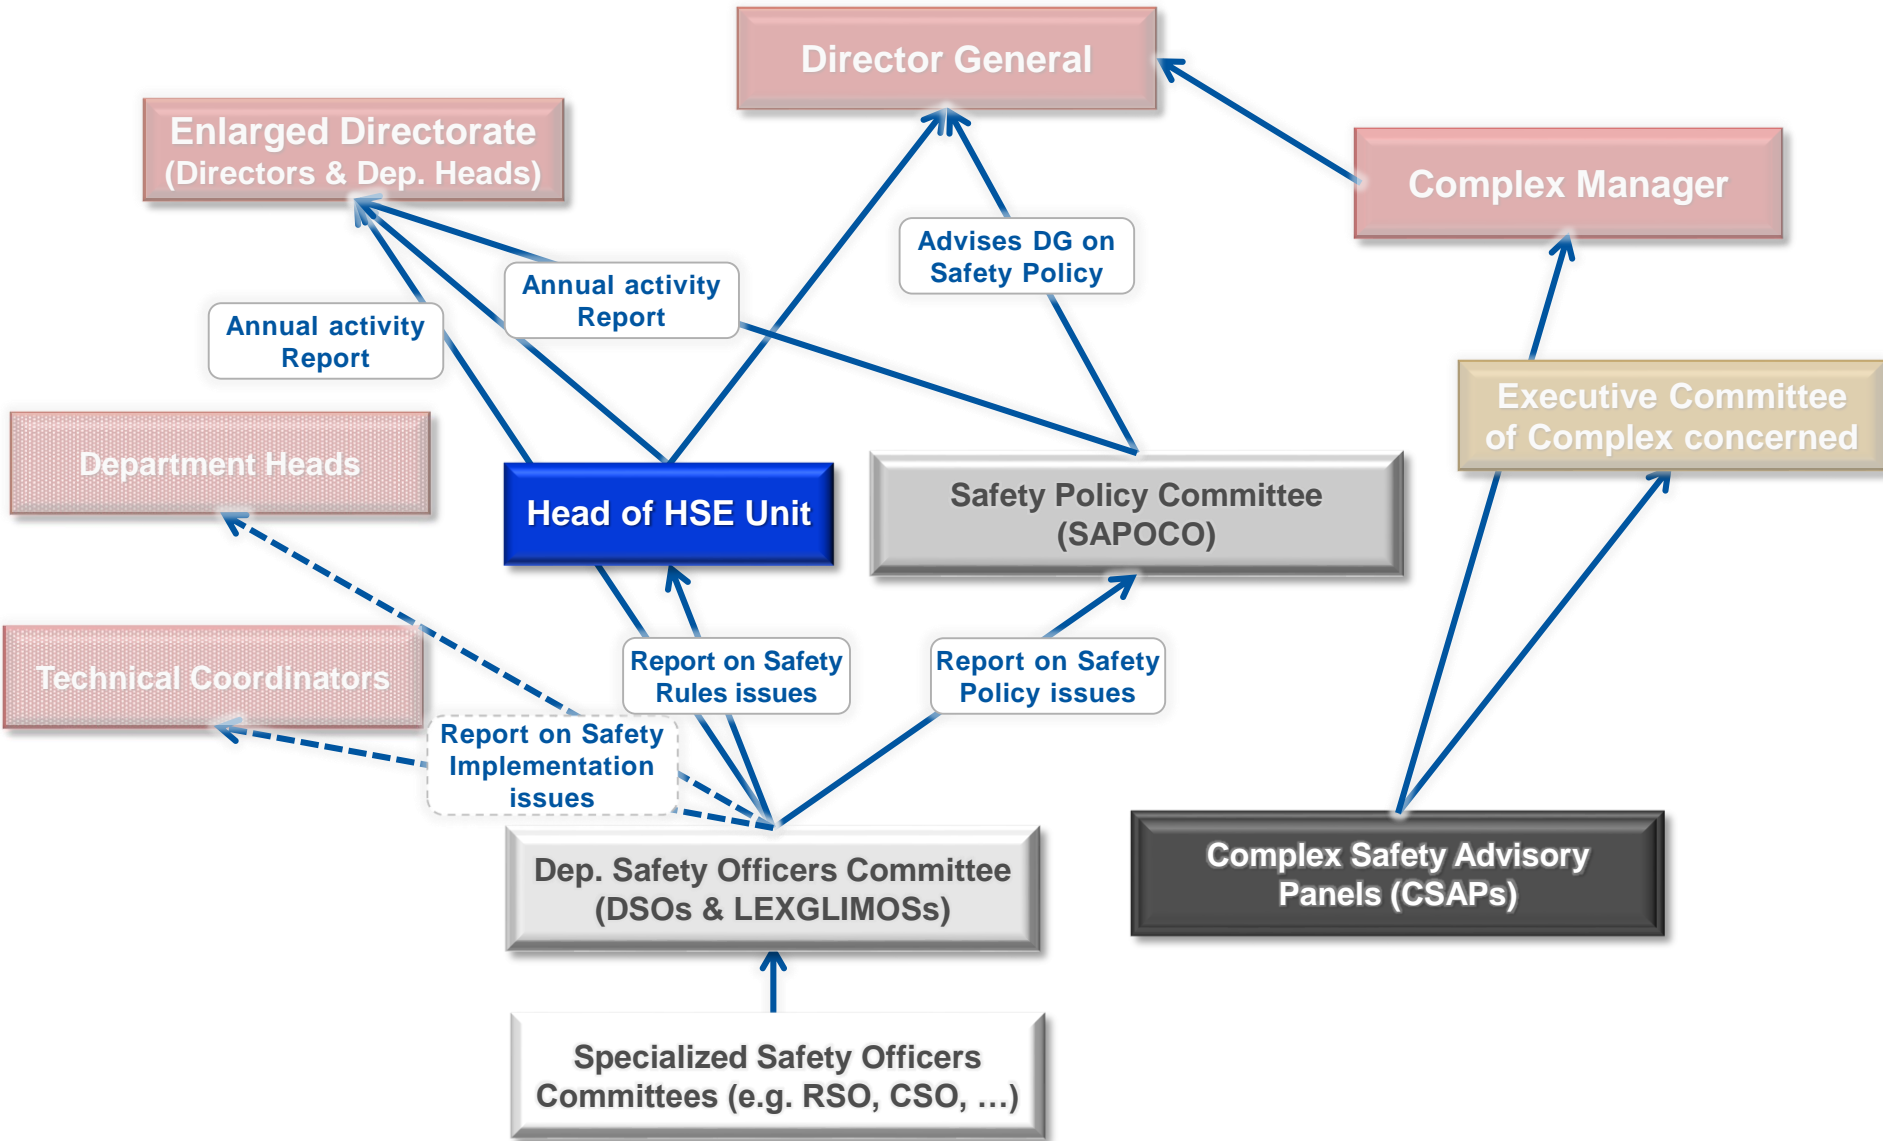 Director General
Enlarged Directorate
(Directors & Dep. Heads)
Complex Manager
Advises DG on
Safety Policy
Annual activity
Report
Annual activity
Report
Executive Committee
of Complex concerned
Department Heads
Head of HSE Unit
Safety Policy Committee
(SAPOCO)
Technical Coordinators
Report on Safety
Rules issues
Report on Safety
Policy issues
Report on Safety
Implementation
issues
Dep. Safety Officers Committee
(DSOs & LEXGLIMOSs)
Complex Safety Advisory
Panels (CSAPs)
Specialized Safety Officers
Committees (e.g. RSO, CSO, …)